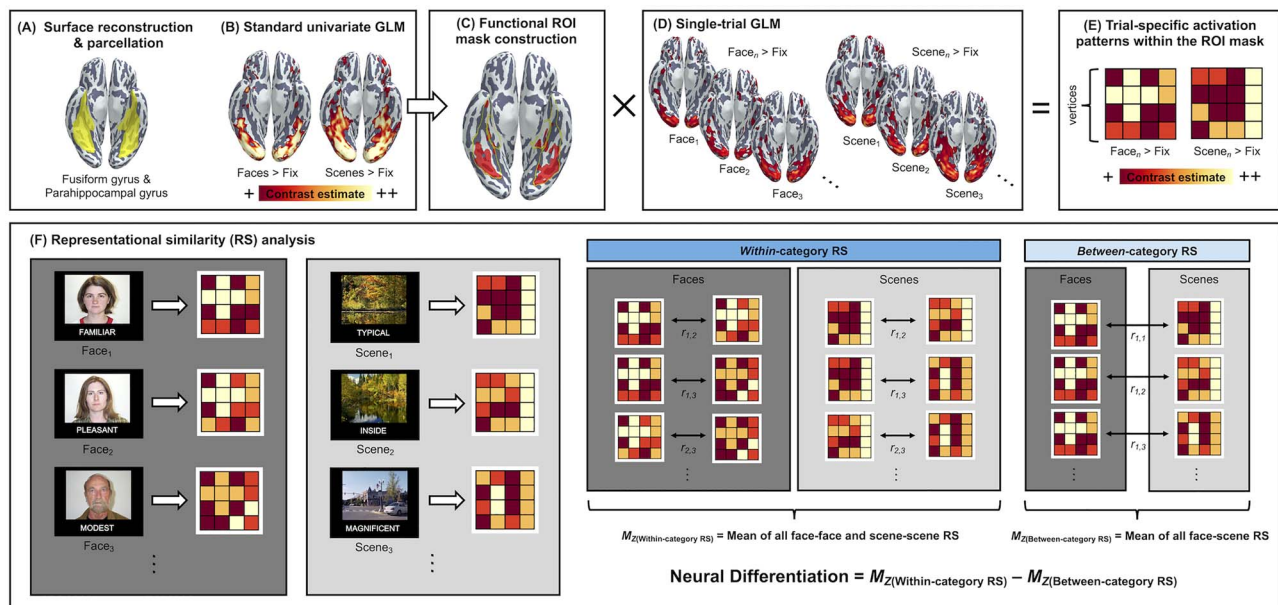 (A) Surface reconstruction
& parcellation
Fusiform gyrus &
Parahippocampal gyrus
(B) Standard univariate GLM
Faces > Fix
Scenes > Fix
+ Contrast estimate ++
(C) Functional ROI
mask construction
×
(D) Single-trial GLM
Faceₙ > Fix
Face₁
Face₂
Face₃
...
Sceneₙ > Fix
Scene₁
Scene₂
Scene₃
...
=
(E) Trial-specific activation
patterns within the ROI mask
vertices
Faceₙ > Fix
Sceneₙ > Fix
+ Contrast estimate ++
(F) Representational similarity (RS) analysis
FAMILIAR
Face₁
PLEASANT
Face₂
MODEST
Face₃
⋮
TYPICAL
Scene₁
INSIDE
Scene₂
MAGNIFICENT
Scene₃
⋮
Within-category RS
Faces
r1,2
r1,3
r2,3
⋮ ⋮
Scenes
r1,2
r1,3
r2,3
⋮ ⋮
M Z(Within-category RS) = Mean of all face-face and scene-scene RS
Between-category RS
Faces
Scenes
r1,1
r1,2
r1,3
⋮ ⋮
M Z(Between-category RS) = Mean of all face-scene RS
Neural Differentiation = M Z(Within-category RS) – M Z(Between-category RS)